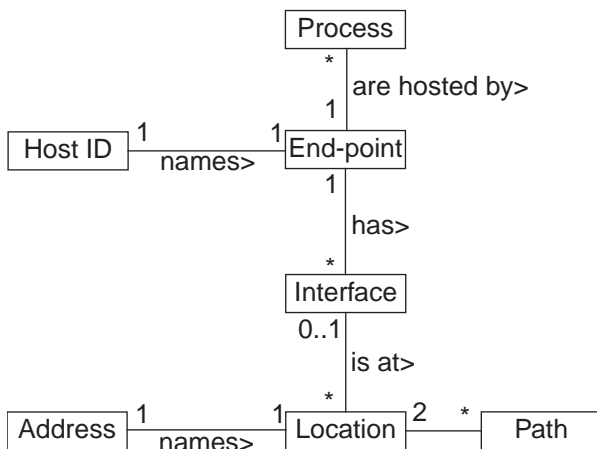 Process
*
are hosted by>
1
Host ID
1
names>
1
End-point
1
has>
*
Interface
0..1
is at>
*
Address
1
names>
1
Location
2
*
Path